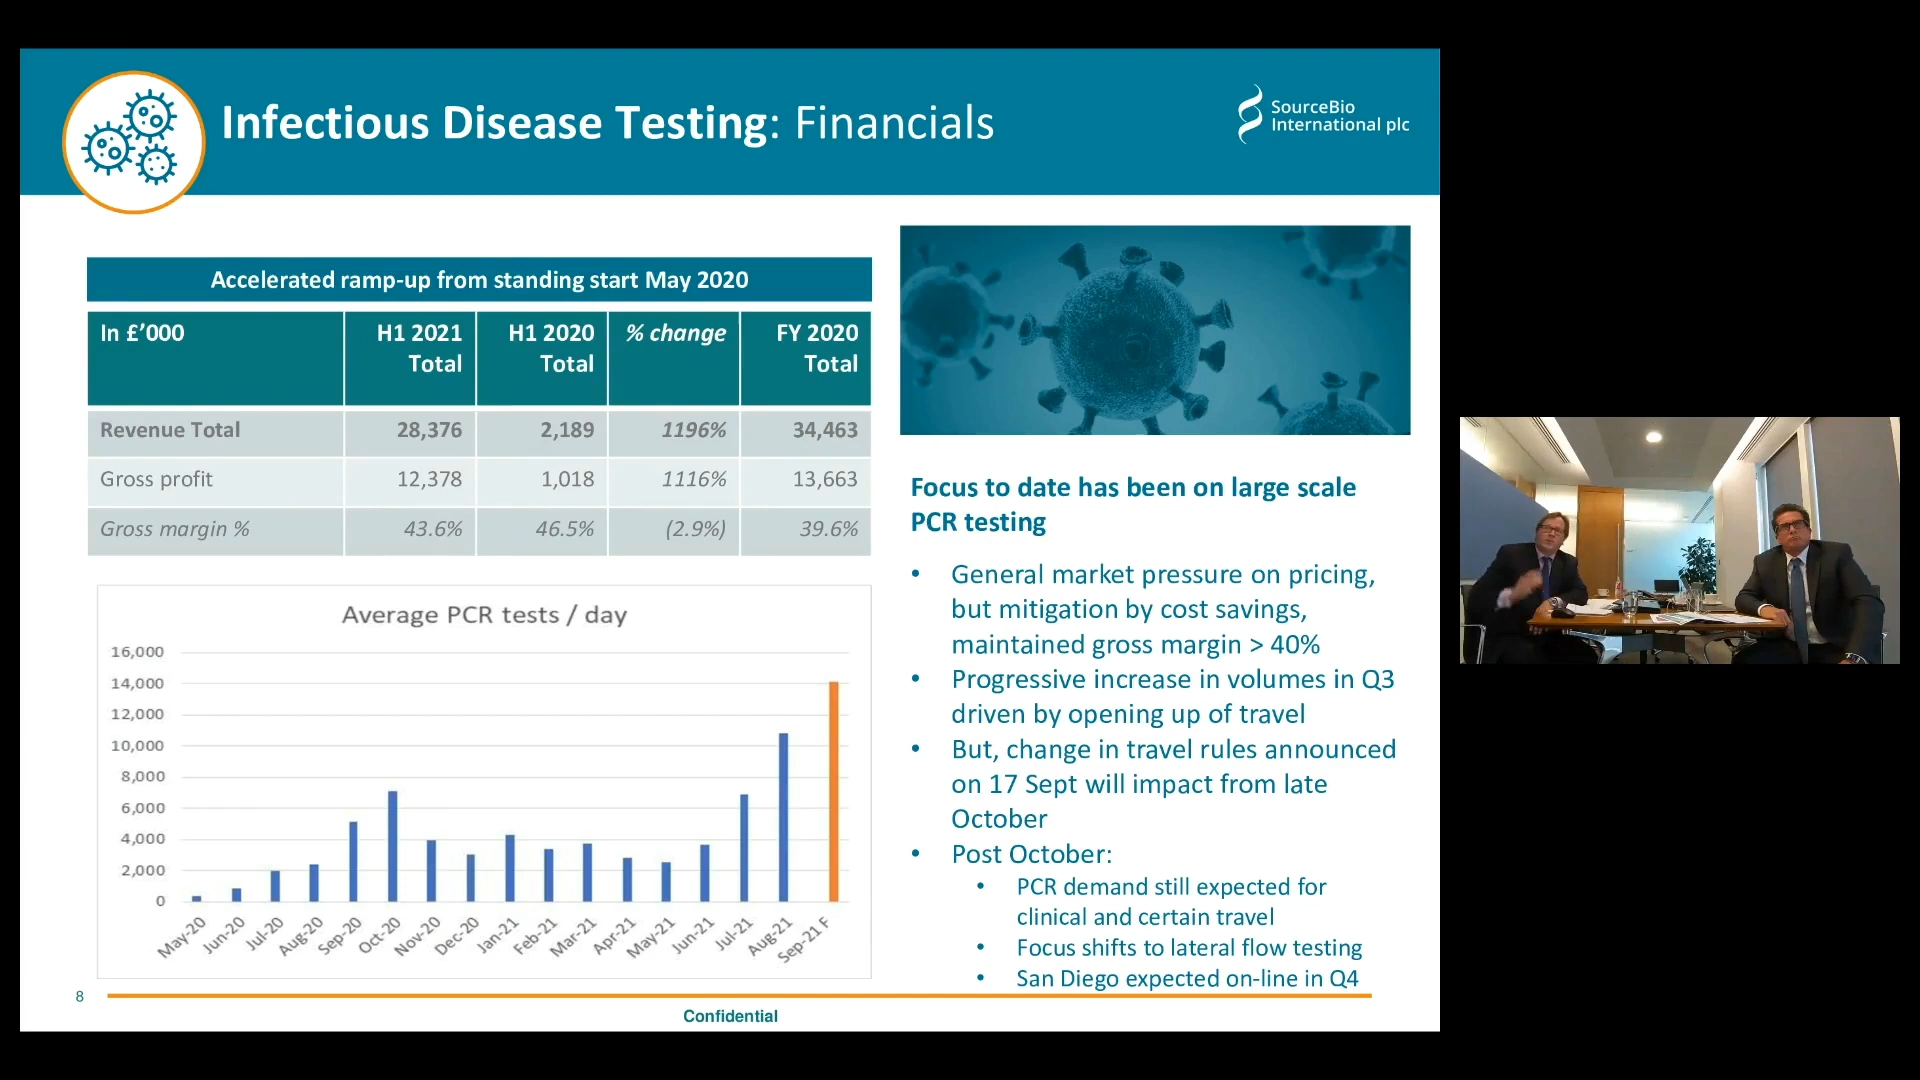 Infectious Disease Testing: Financials
SourceBio
International plc
Accelerated ramp-up from standing start May 2020
In £’000 H1 2021 H1 2020 % change FY 2020
Total Total Total
Revenue Total 28,376 2,189 1196% 34,463
Gross profit 12,378 1,018 1116% 13,663
Gross margin % 43.6% 46.5% (2.9%) 39.6%
Average PCR tests / day
16,000
14,000
12,000
10,000
8,000
6,000
4,000
2,000
0
May-20 Jun-20 Jul-20 Aug-20 Sep-20 Oct-20 Nov-20 Dec-20 Jan-21 Feb-21 Mar-21 Apr-21 May-21 Jun-21 Jul-21 Aug-21 Sep-21 F
Focus to date has been on large scale
PCR testing
• General market pressure on pricing,
but mitigation by cost savings,
maintained gross margin > 40%
• Progressive increase in volumes in Q3
driven by opening up of travel
• But, change in travel rules announced
on 17 Sept will impact from late
October
• Post October:
• PCR demand still expected for
clinical and certain travel
• Focus shifts to lateral flow testing
• San Diego expected on-line in Q4
8
Confidential